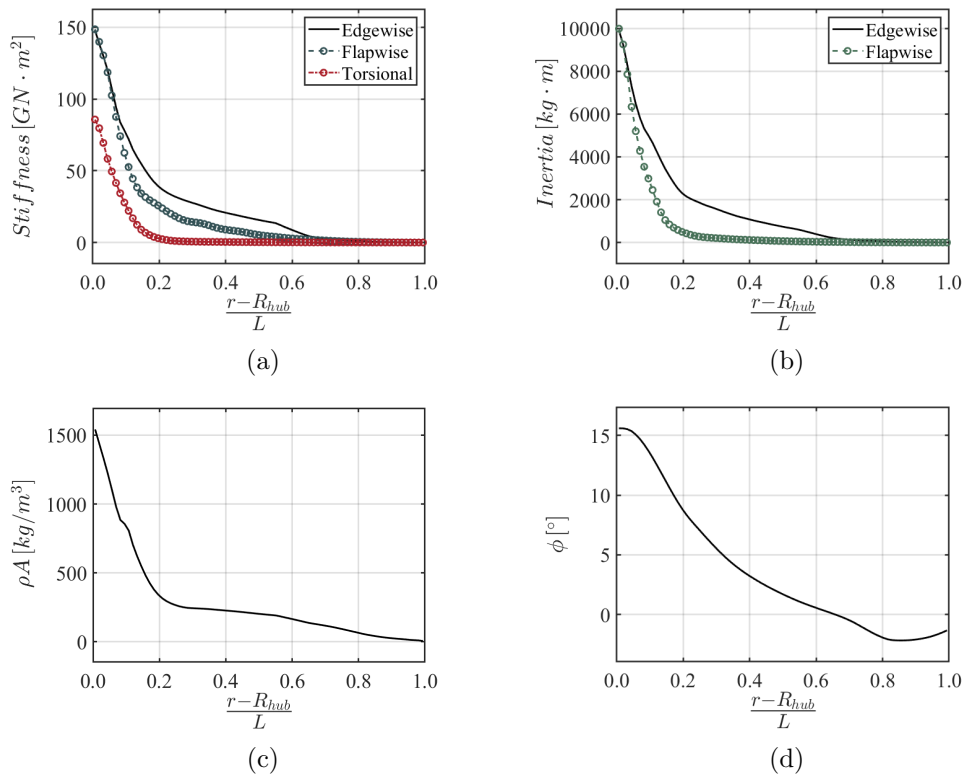 150
100
50
0
Stiffness [GN · m²]
Edgewise
Flapwise
Torsional
0.0 0.2 0.4 0.6 0.8 1.0
r−R_hub
L
(a)
10000
8000
6000
4000
2000
0
Inertia [kg · m]
Edgewise
Flapwise
0.0 0.2 0.4 0.6 0.8 1.0
r−R_hub
L
(b)
1500
1000
500
0
ρA [kg/m³]
0.0 0.2 0.4 0.6 0.8 1.0
r−R_hub
L
(c)
15
10
5
0
ϕ [°]
0.0 0.2 0.4 0.6 0.8 1.0
r−R_hub
L
(d)